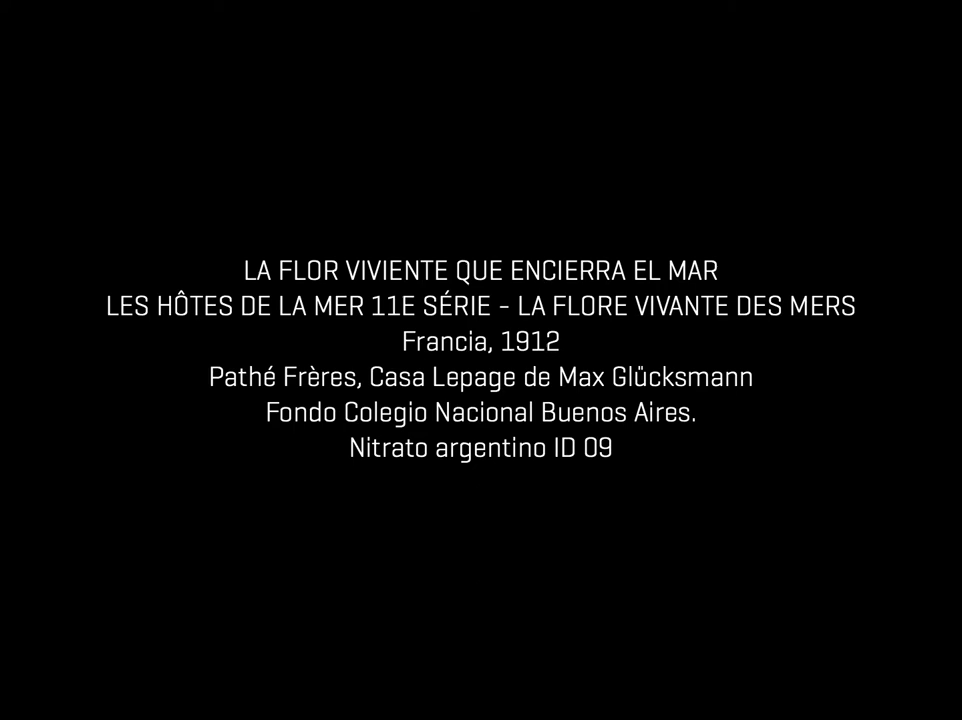 LA FLOR VIVIENTE QUE ENCIERRA EL MAR
LES HÔTES DE LA MER 11E SÉRIE - LA FLORE VIVANTE DES MERS
Francia, 1912
Pathé Frères, Casa Lepage de Max Glücksmann
Fondo Colegio Nacional Buenos Aires.
Nitrato argentino ID 09